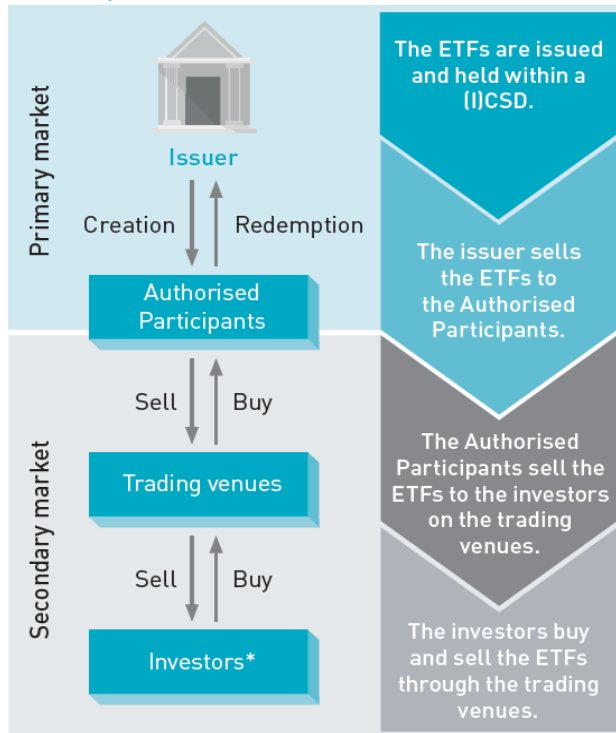 Primary market
Issuer
Creation
Redemption
Authorised
Participants
Sell
Buy
Secondary market
Trading venues
Sell
Buy
Investors*
The ETFs are issued
and held within a
(I)CSD.
The issuer sells
the ETFs to
the Authorised
Participants.
The Authorised
Participants sell the
ETFs to the investors
on the trading
venues.
The investors buy
and sell the ETFs
through the trading
venues.